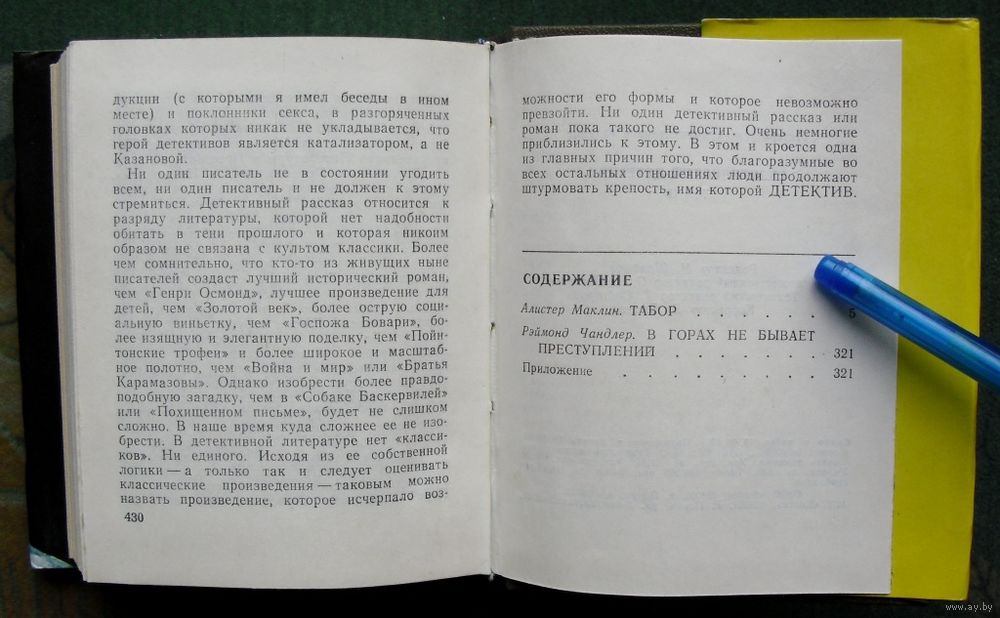 дукции (с которыми я имел беседы в ином
месте) и поклонники секса, в разгоряченных
головках которых никак не укладывается, что
герой детективов является катализатором, а не
Казановой.
Ни один писатель не в состоянии угодить
всем, ни один писатель и не должен к этому
стремиться. Детективный рассказ относится к
разряду литературы, которой нет надобности
обитать в тени прошлого и которая никоим
образом не связана с культом классики. Более
чем сомнительно, что кто-то из живущих ныне
писателей создаст лучший исторический роман,
чем «Генри Осмонд», лучшее произведение для
детей, чем «Золотой век», более острую соци-
альную виньетку, чем «Госпожа Бовари», бо-
лее изящную и элегантную поделку, чем «Пойн-
тонские трофеи» и более широкое и масштаб-
ное полотно, чем «Война и мир» или «Братья
Карамазовы». Однако изобрести более правдо-
подобную загадку, чем в «Собаке Баскервилей»
или «Похищенном письме», будет не слишком
сложно. В наше время куда сложнее ее не изо-
брести. В детективной литературе нет «класси-
ков». Ни единого. Исходя из ее собственной
логики — а только так и следует оценивать
классические произведения — таковым можно
назвать произведение, которое исчерпало воз-
430
можности его формы и которое невозможно
превзойти. Ни один детективный рассказ или
роман пока такого не достиг. Очень немногие
приблизились к этому. В этом и кроется одна
из главных причин того, что благоразумные во
всех остальных отношениях люди продолжают
штурмовать крепость, имя которой ДЕТЕКТИВ.
СОДЕРЖАНИЕ
Алистер Маклин. ТАБОР . . . . . . 5
Рэймонд Чандлер. В ГОРАХ НЕ БЫВАЕТ
ПРЕСТУПЛЕНИЙ . . . . . . 321
Приложение . . . . . . . . 321
www.ay.by